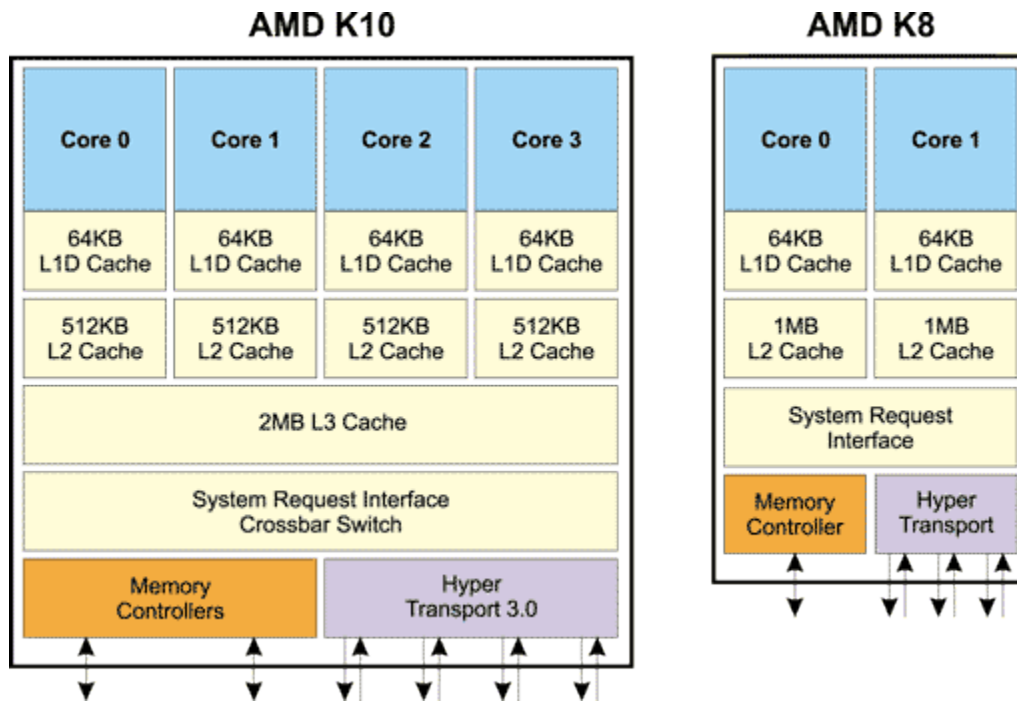 AMD K10
Core 0
Core 1
Core 2
Core 3
64KB
L1D Cache
64KB
L1D Cache
64KB
L1D Cache
64KB
L1D Cache
512KB
L2 Cache
512KB
L2 Cache
512KB
L2 Cache
512KB
L2 Cache
2MB L3 Cache
System Request Interface
Crossbar Switch
Memory
Controllers
Hyper
Transport 3.0
AMD K8
Core 0
Core 1
64KB
L1D Cache
64KB
L1D Cache
1MB
L2 Cache
1MB
L2 Cache
System Request
Interface
Memory
Controller
Hyper
Transport